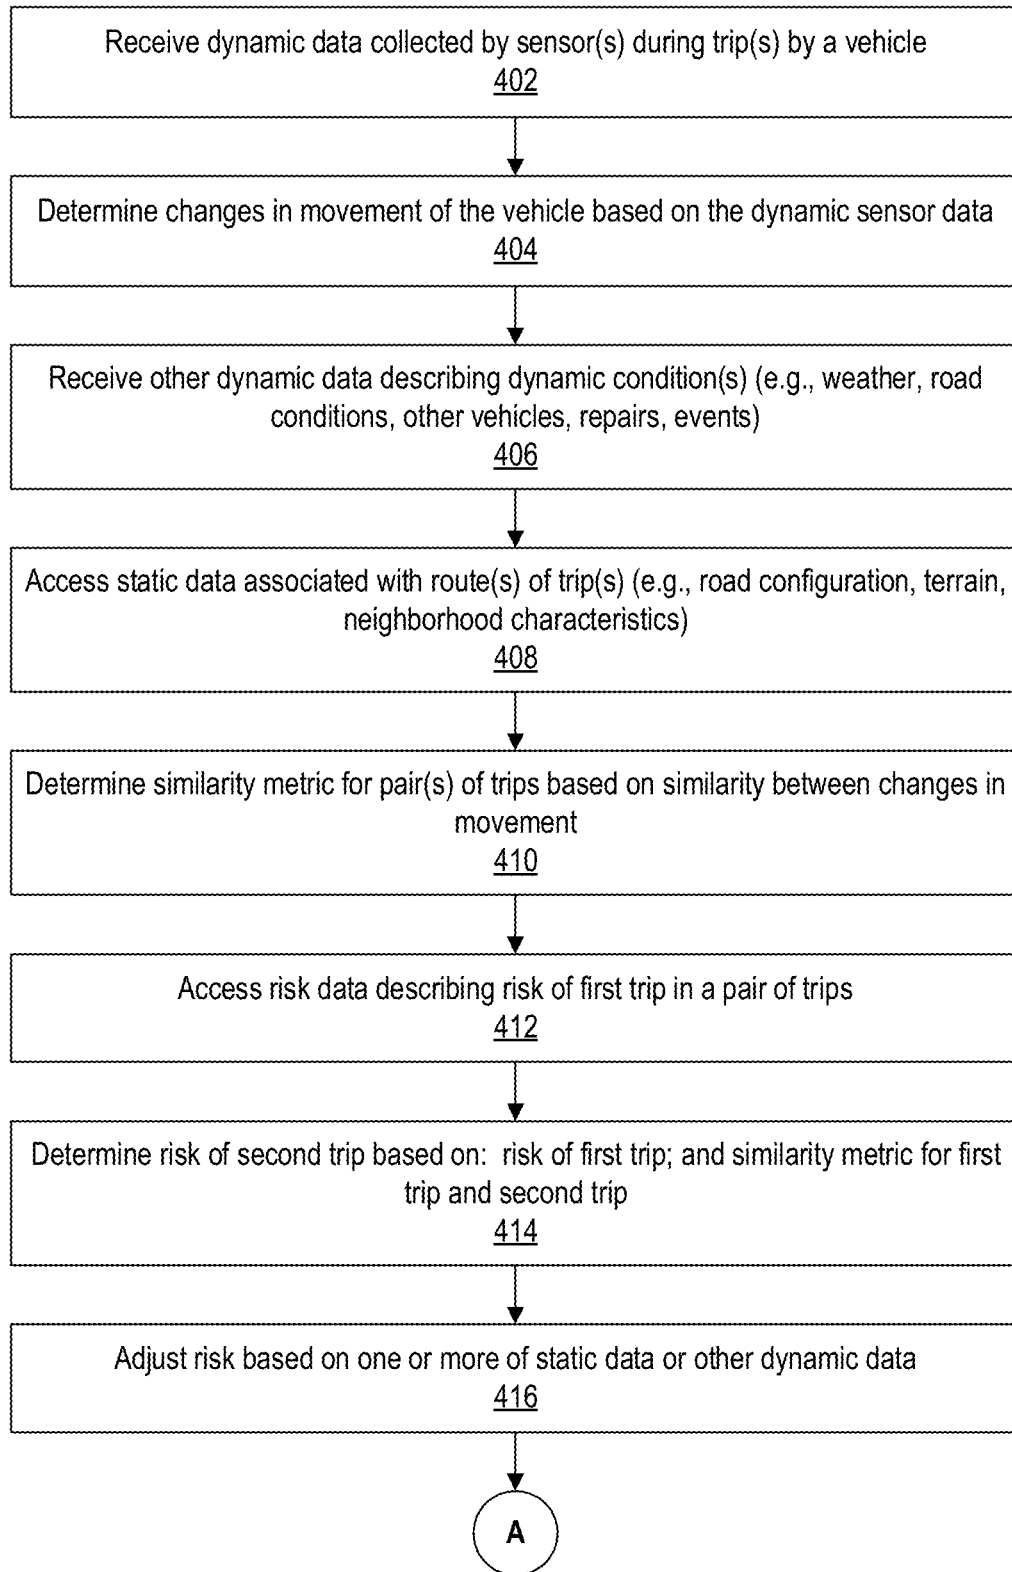 Receive dynamic data collected by sensor(s) during trip(s) by a vehicle
402
Determine changes in movement of the vehicle based on the dynamic sensor data
404
Receive other dynamic data describing dynamic condition(s) (e.g., weather, road
conditions, other vehicles, repairs, events)
406
Access static data associated with route(s) of trip(s) (e.g., road configuration, terrain,
neighborhood characteristics)
408
Determine similarity metric for pair(s) of trips based on similarity between changes in
movement
410
Access risk data describing risk of first trip in a pair of trips
412
Determine risk of second trip based on: risk of first trip; and similarity metric for first
trip and second trip
414
Adjust risk based on one or more of static data or other dynamic data
416
A